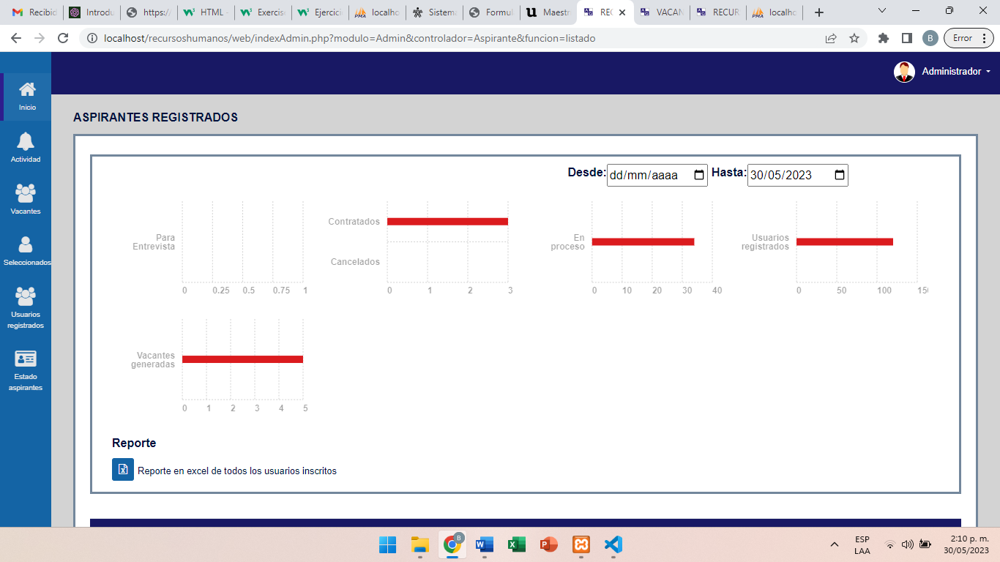 Recibid
Introdu
https:/
HTML
Exercis
Ejercici
localho
Sistema
Formul
Maestr
REC
VACAN
RECUR
localho
localhost/recursoshumanos/web/indexAdmin.php?modulo=Admin&controlador=Aspirante&funcion=listado
B
Error
Administrador
Inicio
Actividad
Vacantes
Seleccionados
Usuarios
registrados
Estado
aspirantes
ASPIRANTES REGISTRADOS
Desde: dd/mm/aaaa Hasta: 30/05/2023
Para
Entrevista
0 0.25 0.5 0.75 1
Contratados
Cancelados
0 1 2 3
En
proceso
0 10 20 30 40
Usuarios
registrados
0 50 100 150
Vacantes
generadas
0 1 2 3 4 5
Reporte
Reporte en excel de todos los usuarios inscritos
ESP
LAA
2:10 p. m.
30/05/2023